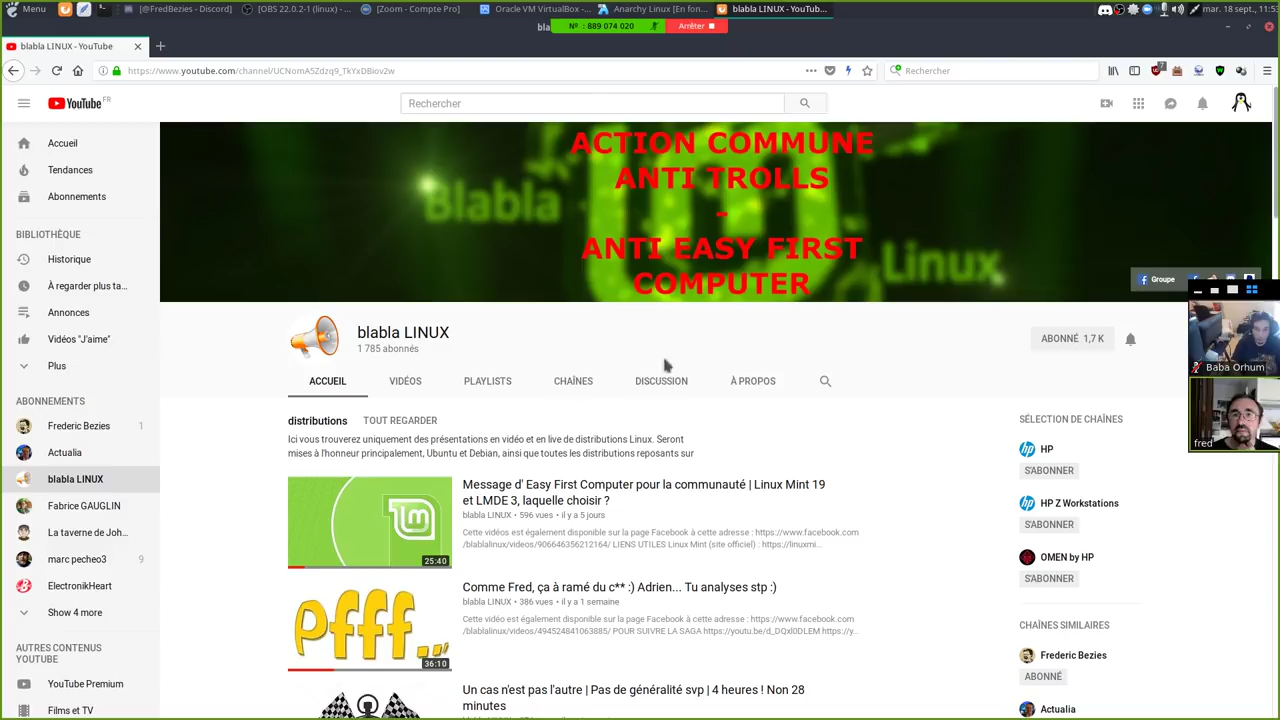 Menu
[@FredBezies - Discord]
[OBS 22.0.2-1 (linux) -...
[Zoom - Compte Pro]
Oracle VM VirtualBox -...
Anarchy Linux [En fon...
blabla LINUX - YouTub...
mar. 18 sept., 11:5
bla
N° : 889 074 020
Arrêter
blabla LINUX - YouTube
https://www.youtube.com/channel/UCNomA5Zdzq9_TkYxDBiov2w
Rechercher
YouTube FR
Rechercher
Accueil
Tendances
Abonnements
BIBLIOTHÈQUE
Historique
À regarder plus ta...
Annonces
Vidéos "J'aime"
Plus
ABONNEMENTS
Frederic Bezies 1
Actualia
blabla LINUX
Fabrice GAUGLIN
La taverne de Joh...
marc pecheo3 9
ElectroniKheart
Show 4 more
AUTRES CONTENUS
YOUTUBE
YouTube Premium
Films et TV
ACTION COMMUNE
ANTI TROLLS
-
ANTI EASY FIRST
COMPUTER
Blabla
Linux
Groupe
blabla LINUX
1 785 abonnés
ABONNÉ 1,7 K
ACCUEIL
VIDÉOS
PLAYLISTS
CHAÎNES
DISCUSSION
À PROPOS
Baba Orhum
fred
distributions TOUT REGARDER
Ici vous trouverez uniquement des présentations en vidéo et en live de distributions Linux. Seront
mises à l'honneur principalement, Ubuntu et Debian, ainsi que toutes les distributions reposants sur
25:40
Message d' Easy First Computer pour la communauté | Linux Mint 19
et LMDE 3, laquelle choisir ?
blabla LINUX • 596 vues • il y a 5 jours
Cette vidéos est également disponible sur la page Facebook à cette adresse : https://www.facebook.com
/blablalinux/videos/906646356212164/ LIENS UTILES Linux Mint (site officiel) : https://linuxmi...
Pfff...
36:10
Comme Fred, ça à ramé du c** :) Adrien... Tu analyses stp :)
blabla LINUX • 386 vues • il y a 1 semaine
Cette vidéo est également disponible sur la page Facebook à cette adresse : https://www.facebook.com
/blablalinux/videos/494524841063885/ POUR SUIVRE LA SAGA https://youtu.be/d_DQxl0DLEM https://y...
Un cas n'est pas l'autre | Pas de généralité svp | 4 heures ! Non 28
minutes
SÉLECTION DE CHAÎNES
HP
S'ABONNER
HP Z Workstations
S'ABONNER
OMEN by HP
S'ABONNER
CHAÎNES SIMILAIRES
Frederic Bezies
ABONNÉ
Actualia